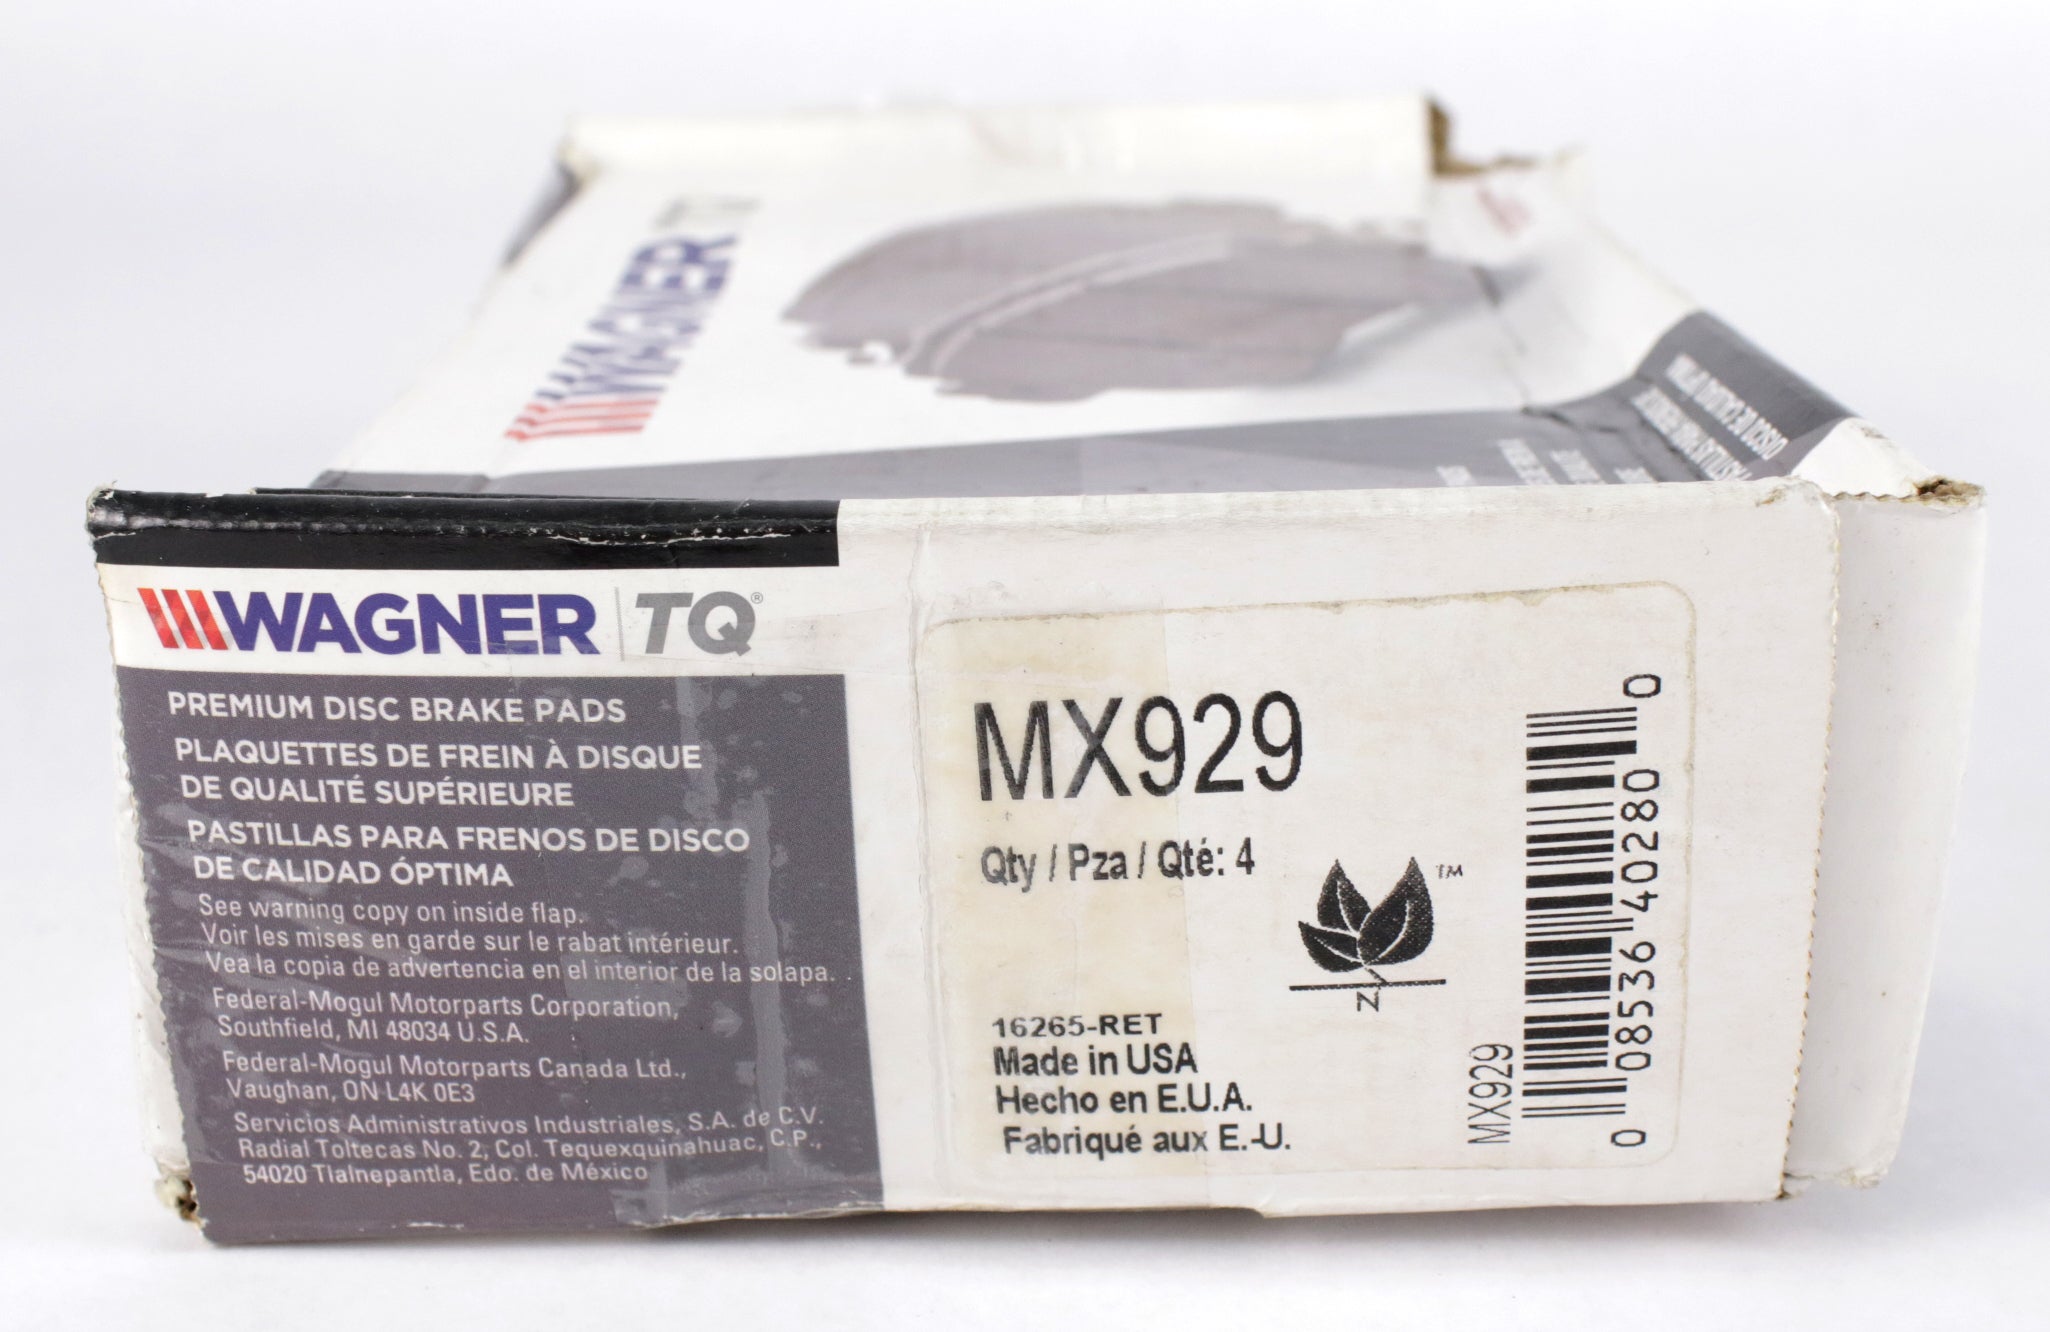 WAGNER
WAGNER TQ®
PREMIUM DISC BRAKE PADS
PLAQUETTES DE FREIN À DISQUE
DE QUALITÉ SUPÉRIEURE
PASTILLAS PARA FRENOS DE DISCO
DE CALIDAD ÓPTIMA
See warning copy on inside flap.
Voir les mises en garde sur le rabat intérieur.
Vea la copia de advertencia en el interior de la solapa.
Federal-Mogul Motorparts Corporation,
Southfield, MI 48034 U.S.A.
Federal-Mogul Motorparts Canada Ltd.,
Vaughan, ON L4K 0E3
Servicios Administrativos Industriales, S.A. de C.V.
Radial Toltecas No. 2, Col. Tequexquinahuac, C.P.,
54020 Tlalnepantla, Edo. de México
MX929
Qty / Pza / Qté: 4
TM
N
16265-RET
Made in USA
Hecho en E.U.A.
Fabriqué aux E.-U.
MX929
0 08536 40280 0